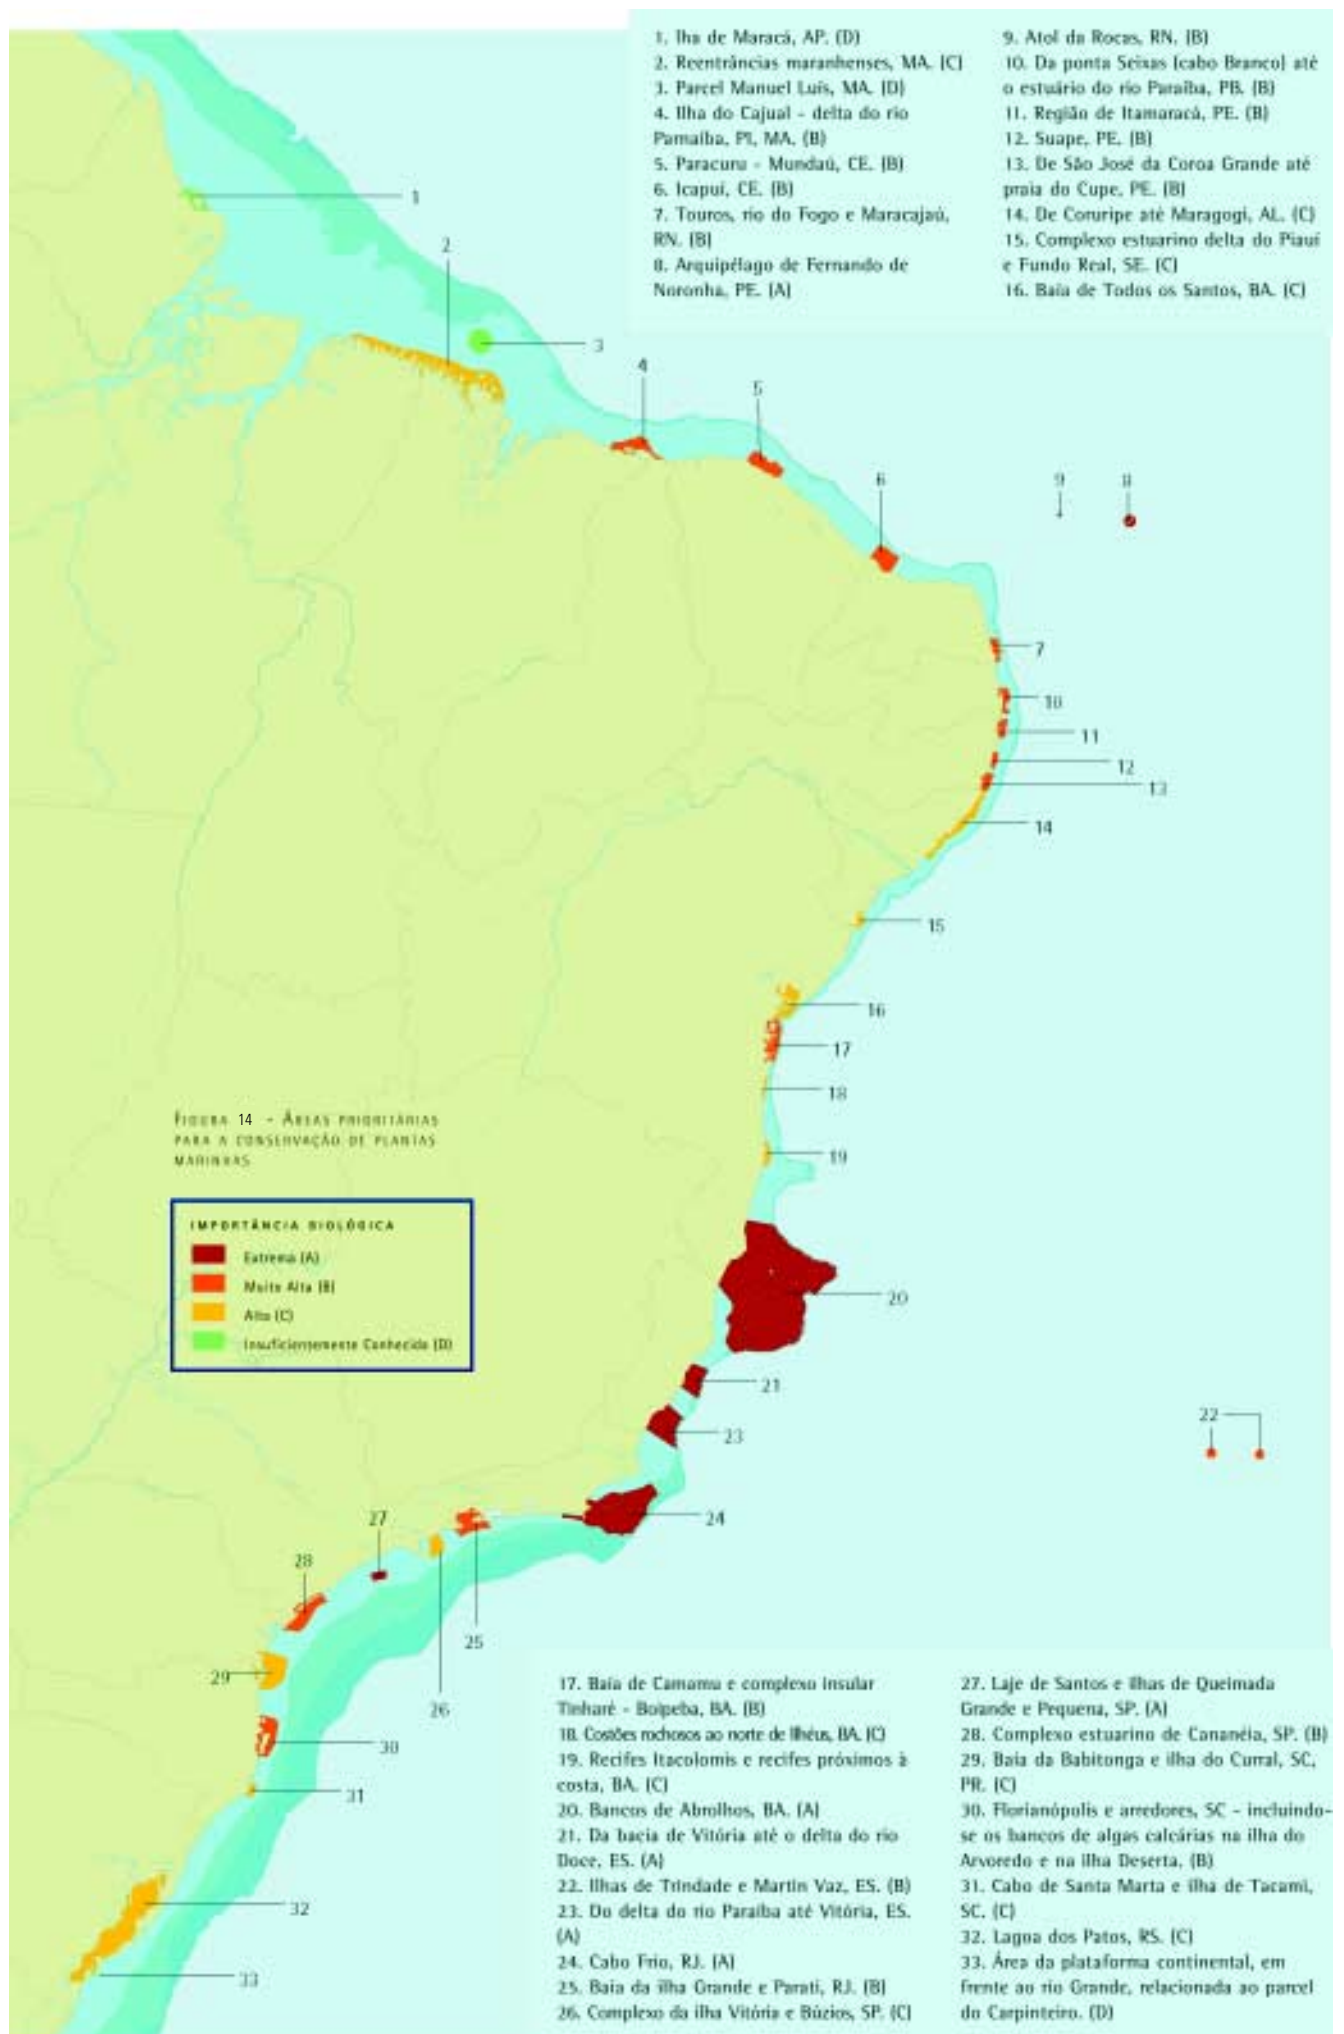 1. Iha de Maracá, AP. (D)
2. Reentrâncias maranhenses, MA. (C)
3. Parcel Manuel Luís, MA. (D)
4. Ilha do Cajual - delta do rio
Parnaíba, PI, MA. (B)
5. Paracuru - Mundaú, CE. (B)
6. Icapuí, CE. (B)
7. Touros, rio do Fogo e Maracajaú,
RN. (B)
8. Arquipélago de Fernando de
Noronha, PE. (A)
9. Atol da Rocas, RN. (B)
10. Da ponta Seixas (cabo Branco) até
o estuário do rio Paraíba, PB. (B)
11. Região de Itamaracá, PE. (B)
12. Suape, PE. (B)
13. De São José da Coroa Grande até
praia do Cupe, PE. (B)
14. De Coruripe até Maragogi, AL. (C)
15. Complexo estuarino delta do Piauí
e Fundo Real, SE. (C)
16. Baía de Todos os Santos, BA. (C)
1
2
3
4
5
6
9
8
7
10
11
12
13
14
15
16
17
18
19
FIGURA 14 - ÁREAS PRIORITÁRIAS
PARA A CONSERVAÇÃO DE PLANTAS
MARINHAS
IMPORTÂNCIA BIOLÓGICA
Extrema (A)
Muito Alta (B)
Alta (C)
Insuficientemente Conhecida (D)
20
21
22
23
24
27
28
25
29
26
30
31
32
33
17. Baía de Camamu e complexo insular
Tinharé - Boipeba, BA. (B)
18. Costões rochosos ao norte de Ilhéus, BA. (C)
19. Recifes Itacolomis e recifes próximos à
costa, BA. (C)
20. Bancos de Abrolhos, BA. (A)
21. Da bacia de Vitória até o delta do rio
Doce, ES. (A)
22. Ilhas de Trindade e Martin Vaz, ES. (B)
23. Do delta do rio Paraíba até Vitória, ES.
(A)
24. Cabo Frio, RJ. (A)
25. Baía da ilha Grande e Parati, RJ. (B)
26. Complexo da ilha Vitória e Búzios, SP. (C)
27. Laje de Santos e ilhas de Queimada
Grande e Pequena, SP. (A)
28. Complexo estuarino de Cananéia, SP. (B)
29. Baía da Babitonga e ilha do Curral, SC,
PR. (C)
30. Florianópolis e arredores, SC - incluindo-
se os bancos de algas calcárias na ilha do
Arvoredo e na ilha Deserta. (B)
31. Cabo de Santa Marta e ilha de Tacami,
SC. (C)
32. Lagoa dos Patos, RS. (C)
33. Área da plataforma continental, em
frente ao rio Grande, relacionada ao parcel
do Carpinteiro. (D)